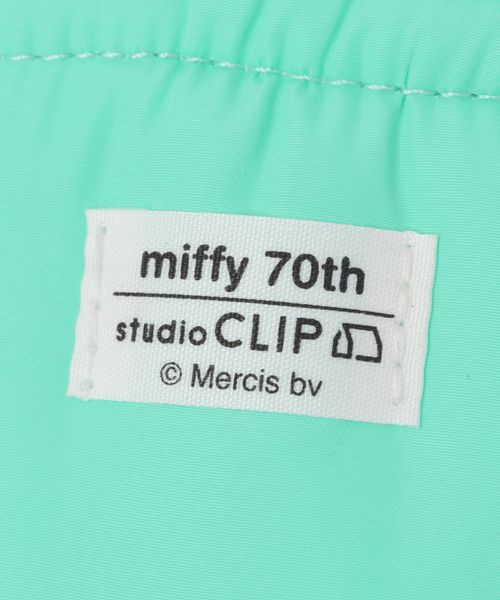 miffy 70th
studio CLIP
© Mercis bv